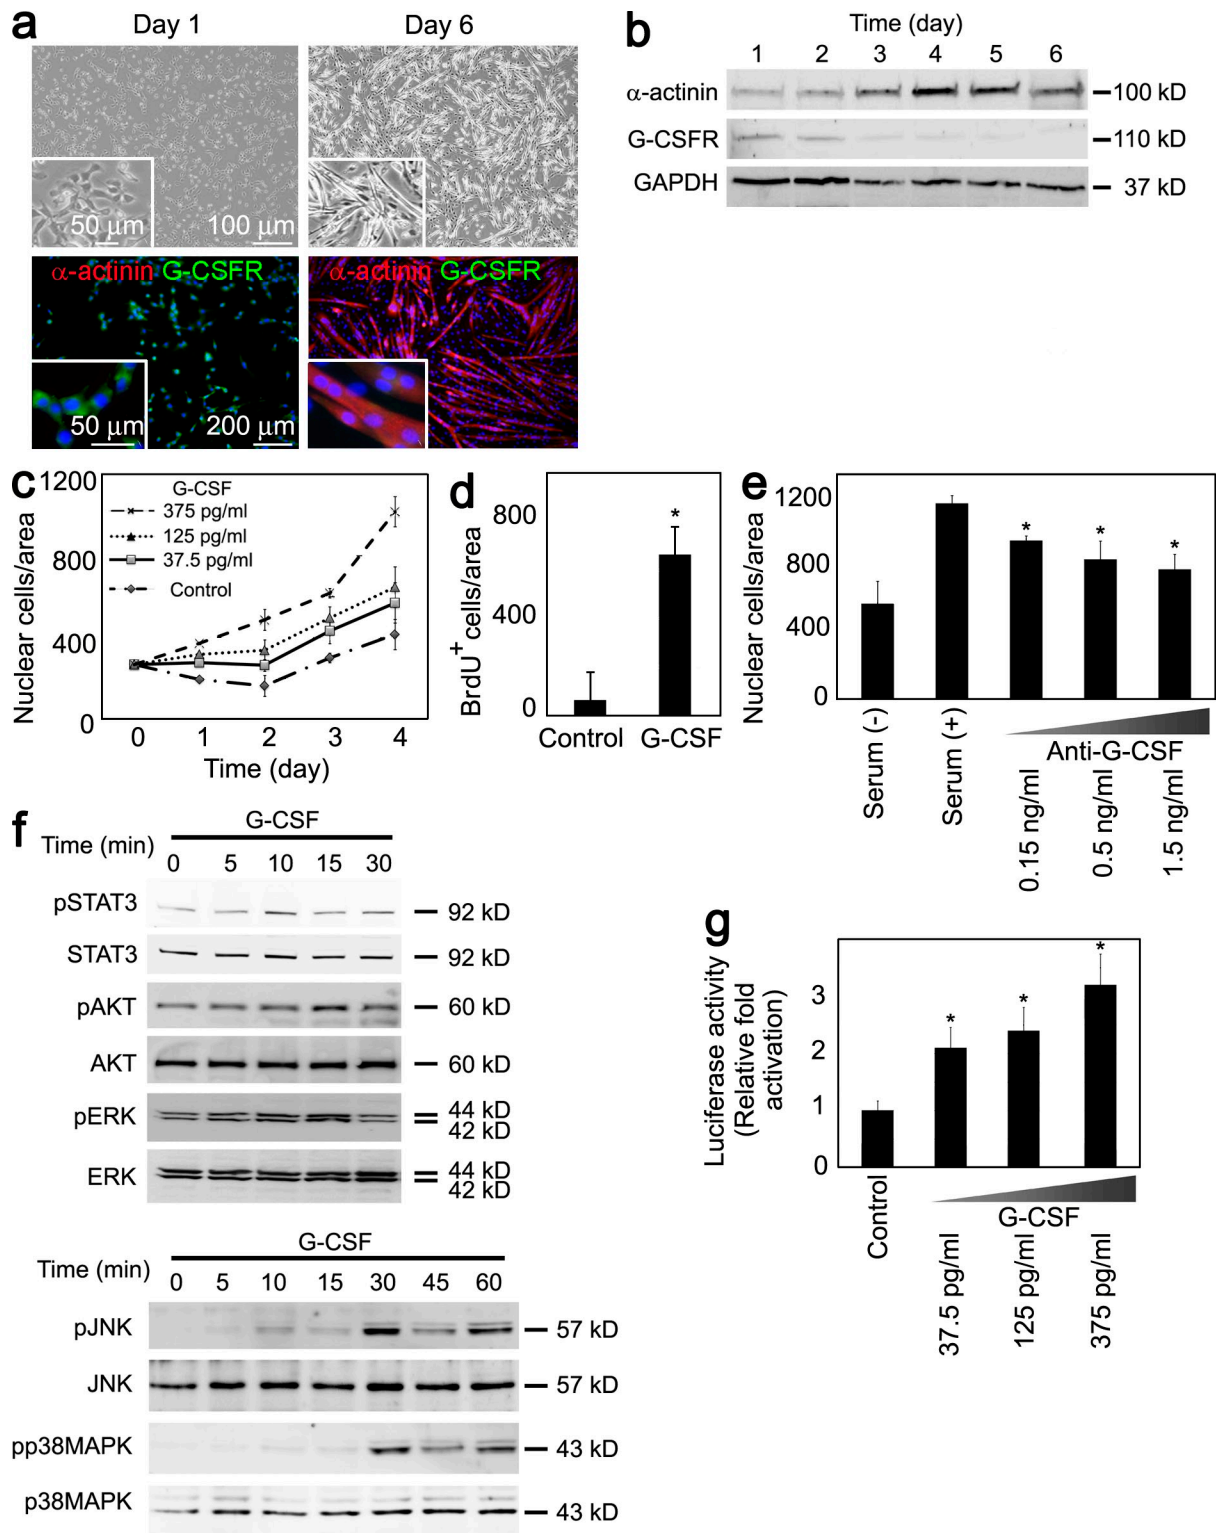 a
Day 1
Day 6
50 μm
100 μm
α-actinin G-CSFR
α-actinin G-CSFR
50 μm
200 μm
b
Time (day)
1 2 3 4 5 6
α-actinin
100 kD
G-CSFR
110 kD
GAPDH
37 kD
c
Nuclear cells/area
1200
800
400
0
G-CSF
375 pg/ml
125 pg/ml
37.5 pg/ml
Control
0 1 2 3 4
Time (day)
d
BrdU+ cells/area
800
400
0
*
Control G-CSF
e
Nuclear cells/area
1200
800
400
0
* * *
Serum (-)
Serum (+)
Anti-G-CSF
0.15 ng/ml
0.5 ng/ml
1.5 ng/ml
f
G-CSF
Time (min)
0 5 10 15 30
pSTAT3
92 kD
STAT3
92 kD
pAKT
60 kD
AKT
60 kD
pERK
44 kD
42 kD
ERK
44 kD
42 kD
G-CSF
Time (min)
0 5 10 15 30 45 60
pJNK
57 kD
JNK
57 kD
pp38MAPK
43 kD
p38MAPK
43 kD
g
Luciferase activity
(Relative fold
activation)
3
2
1
0
* * *
Control
G-CSF
37.5 pg/ml
125 pg/ml
375 pg/ml